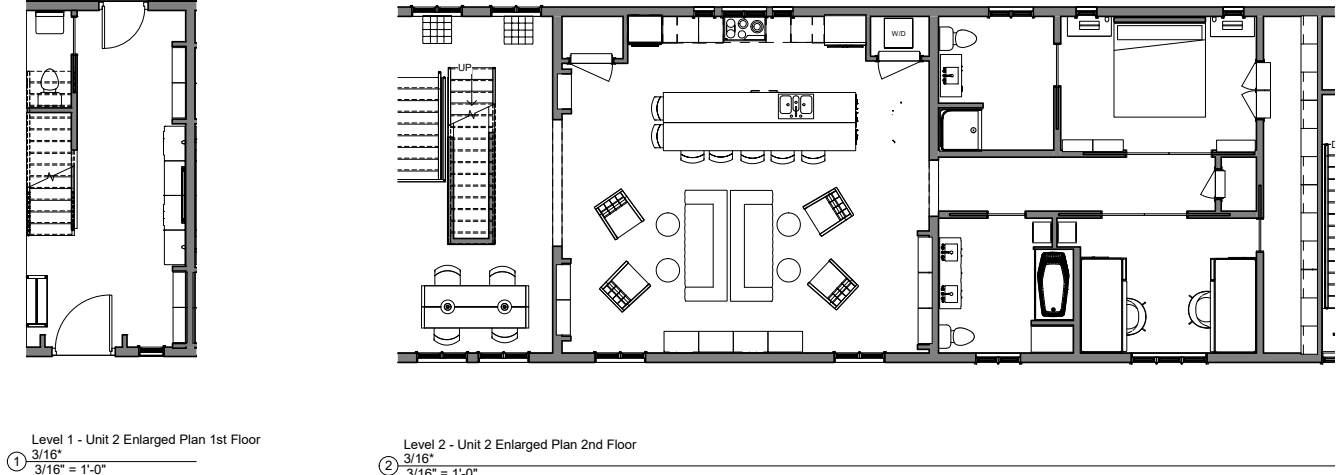 UP
W/D
D
Level 1 - Unit 2 Enlarged Plan 1st Floor
1
3/16"
3/16" = 1'-0"
Level 2 - Unit 2 Enlarged Plan 2nd Floor
2
3/16"
3/16" = 1'-0"